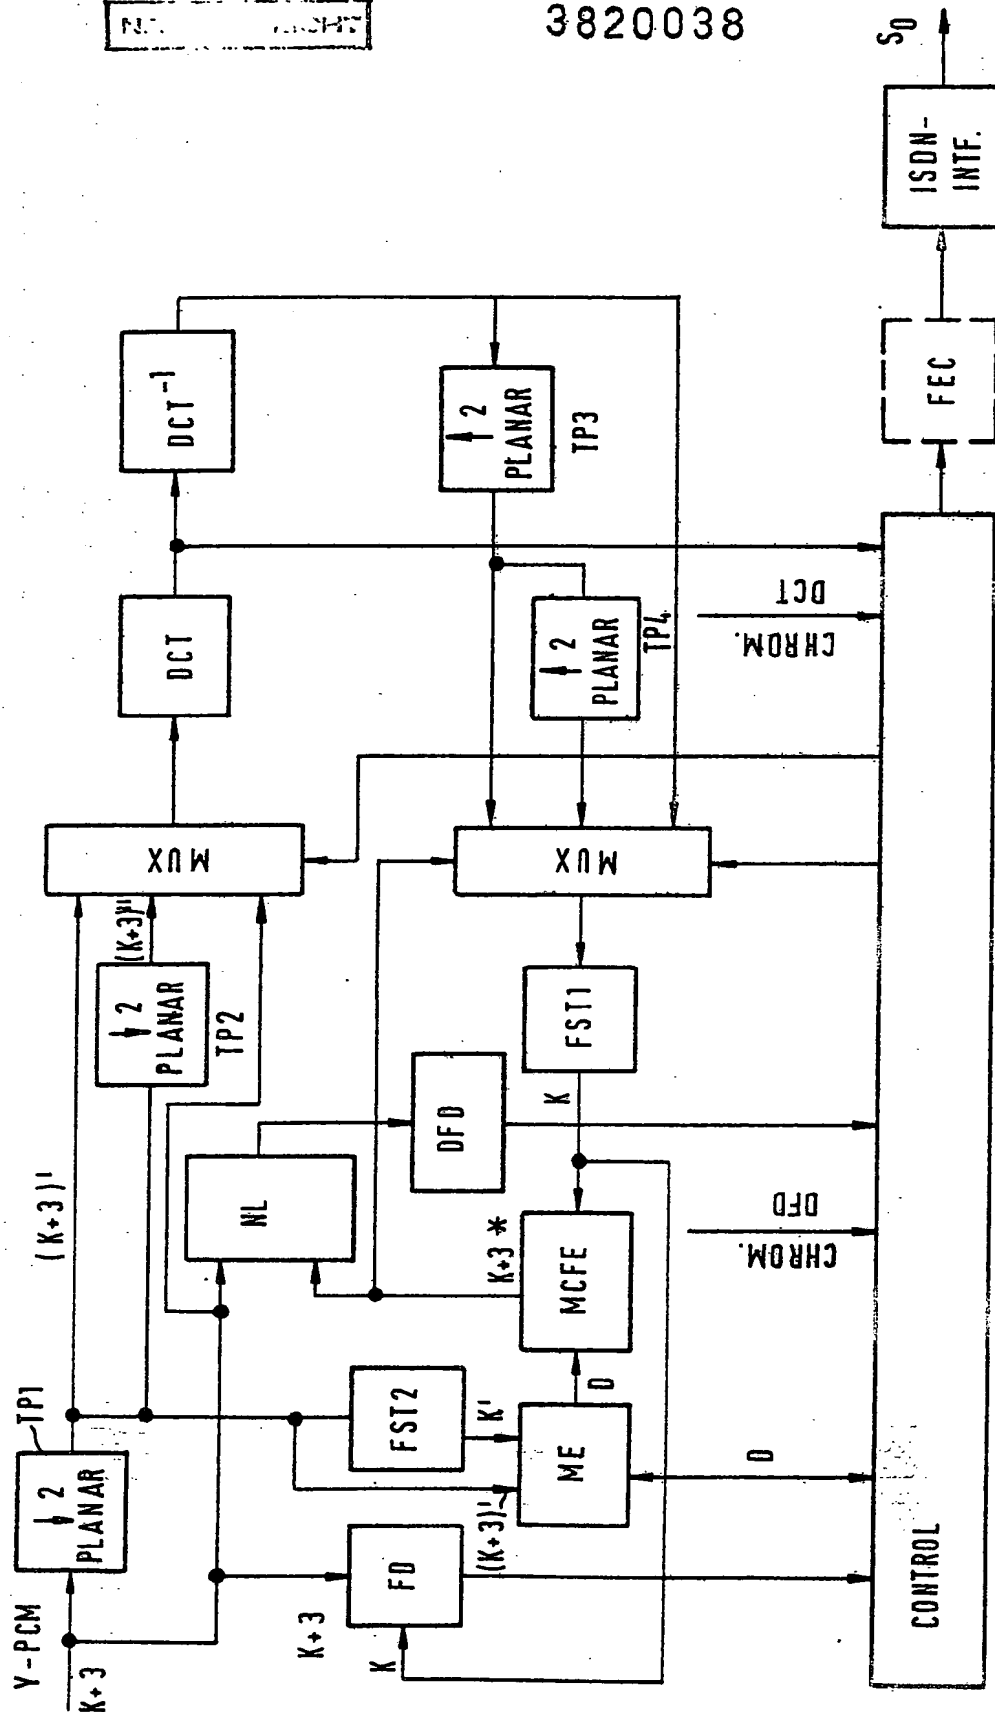 3820038
Y-PCM
K+3
↓ 2
PLANAR
TP1
(K+3)'
↓ 2
PLANAR
TP2
(K+3)''
MUX
DCT
DCT⁻¹
↑ 2
PLANAR
TP3
↑ 2
PLANAR
TP4
MUX
FST1
K
NL
DFD
K+3 *
MCFE
D
FST2
K'
(K+3)'
ME
D
K+3
K
FD
CHROM.
DFD
CHROM.
DCT
CONTROL
FEC
ISDN-
INTF.
S₀